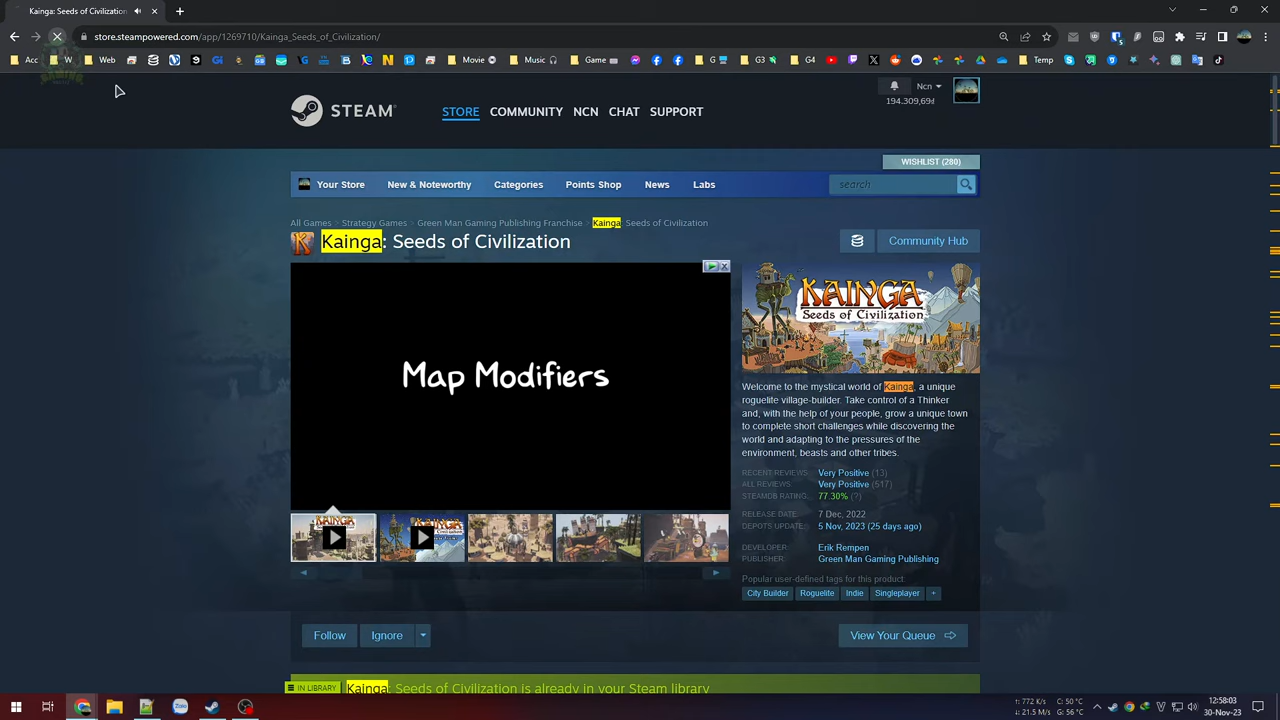 Kainga: Seeds of Civilization
store.steampowered.com/app/1269710/Kainga_Seeds_of_Civilization/
Acc
W
Web
Movie
Music
Game
G
G3
G4
Temp
GAMING
STEAM
STORE
COMMUNITY
NCN
CHAT
SUPPORT
Ncn
194.309,69₫
WISHLIST (280)
Your Store
New & Noteworthy
Categories
Points Shop
News
Labs
search
All Games > Strategy Games > Green Man Gaming Publishing Franchise > Kainga: Seeds of Civilization
Kainga: Seeds of Civilization
Community Hub
Map Modifiers
KAINGA
Seeds of Civilization
Welcome to the mystical world of Kainga, a unique
roguelite village-builder. Take control of a Thinker
and, with the help of your people, grow a unique town
to complete short challenges while discovering the
world and adapting to the pressures of the
environment, beasts and other tribes.
RECENT REVIEWS: Very Positive (13)
ALL REVIEWS: Very Positive (517)
STEAMDB RATING: 77.30% (?)
RELEASE DATE: 7 Dec, 2022
DEPOTS UPDATE: 5 Nov, 2023 (25 days ago)
DEVELOPER: Erik Rempen
PUBLISHER: Green Man Gaming Publishing
Popular user-defined tags for this product:
City Builder
Roguelite
Indie
Singleplayer
+
Follow
Ignore
View Your Queue
IN LIBRARY
Kainga: Seeds of Civilization is already in your Steam library
↑: 772 K/s
↓: 21.5 M/s
C: 50 °C
G: 56 °C
12:58:03
30-Nov-23